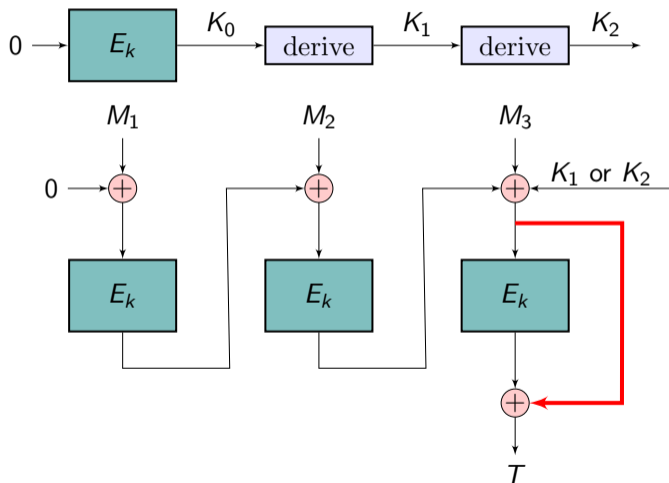 0 E_k K_0 derive K_1 derive K_2
M_1 M_2 M_3
0 + + + K_1 or K_2
E_k E_k E_k
+
T